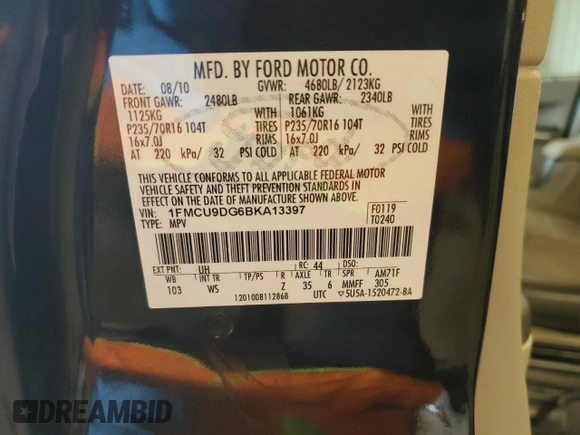 MFD. BY FORD MOTOR CO.
DATE: 08/10 GVWR: 4680LB/ 2123KG
FRONT GAWR: 2480LB REAR GAWR: 2340LB
1125KG WITH 1061KG WITH
P235/70R16 104T TIRES P235/70R16 104T TIRES
16x7.0J RIMS 16x7.0J RIMS
AT 220 kPa/ 32 PSI COLD AT 220 kPa/ 32 PSI COLD
THIS VEHICLE CONFORMS TO ALL APPLICABLE FEDERAL MOTOR
VEHICLE SAFETY AND THEFT PREVENTION STANDARDS IN
EFFECT ON THE DATE OF MANUFACTURE SHOWN ABOVE.
VIN: 1FMCU9DG6BKA13397 F0119
TYPE: MPV T0240
EXT PNT: UH RC: 44 DSO:
WB INT TR TP/PS R AXLE TR SPR AM71F
103 WS Z 35 6 MMFF 305
1201008112868 UTC ▽5U5A-1520472-BA
DREAMBID